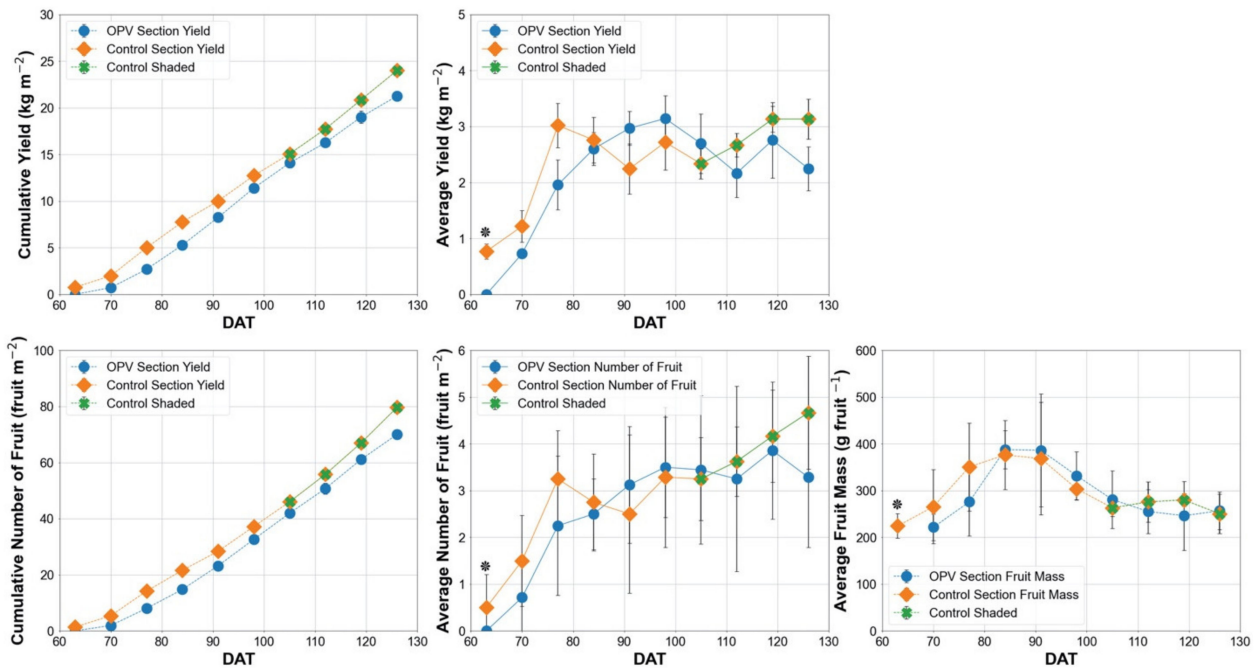 30
25
20
15
10
5
0
60 70 80 90 100 110 120 130
DAT
Cumulative Yield (kg m⁻²)
OPV Section Yield
Control Section Yield
Control Shaded
5
4
3
2
1
0
60 70 80 90 100 110 120 130
DAT
Average Yield (kg m⁻²)
OPV Section Yield
Control Section Yield
Control Shaded
*
100
80
60
40
20
0
60 70 80 90 100 110 120 130
DAT
Cumulative Number of Fruit (fruit m⁻²)
OPV Section Yield
Control Section Yield
Control Shaded
6
5
4
3
2
1
0
60 70 80 90 100 110 120 130
DAT
Average Number of Fruit (fruit m⁻²)
OPV Section Number of Fruit
Control Section Number of Fruit
Control Shaded
*
600
500
400
300
200
100
0
60 70 80 90 100 110 120 130
DAT
Average Fruit Mass (g fruit ⁻¹)
OPV Section Fruit Mass
Control Section Fruit Mass
Control Shaded
*